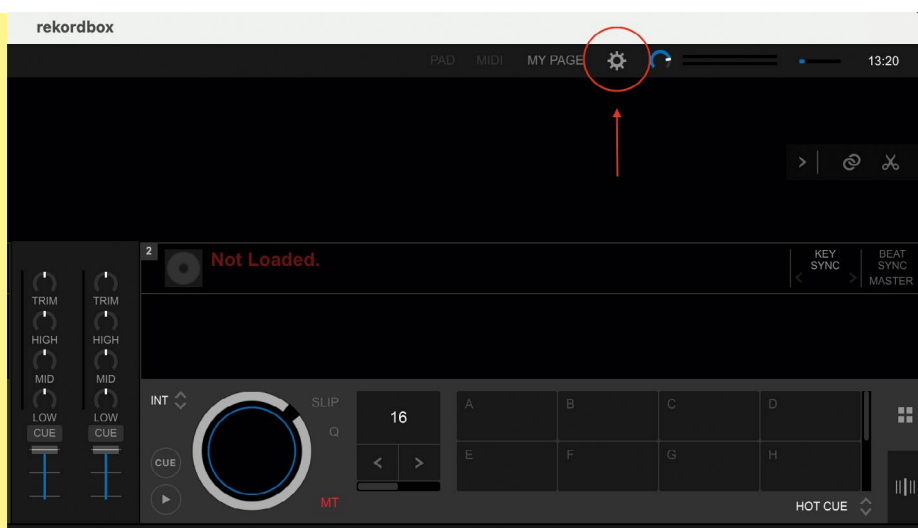 rekordbox
PAD MIDI MY PAGE 13:20
2 Not Loaded.
KEY SYNC
BEAT SYNC
MASTER
TRIM TRIM
HIGH HIGH
MID MID
LOW LOW
CUE CUE
INT
SLIP
Q
CUE
MT
16
A B C D
E F G H
HOT CUE